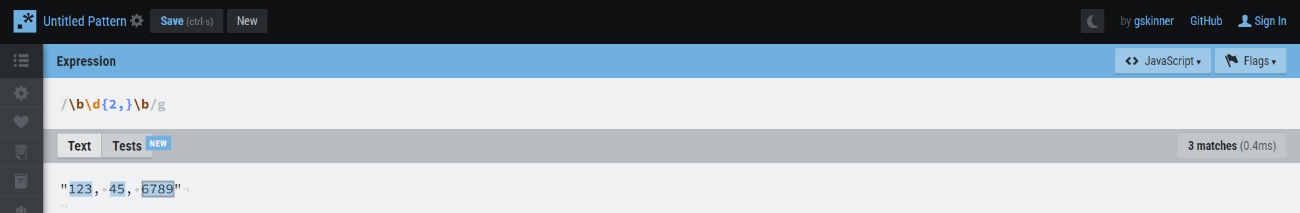 Untitled Pattern Save (ctrl-s) New by gskinner GitHub Sign In
Expression JavaScript Flags
/\b\d{2,}\b/g
Text Tests NEW 3 matches (0.4ms)
"123, 45, 6789"